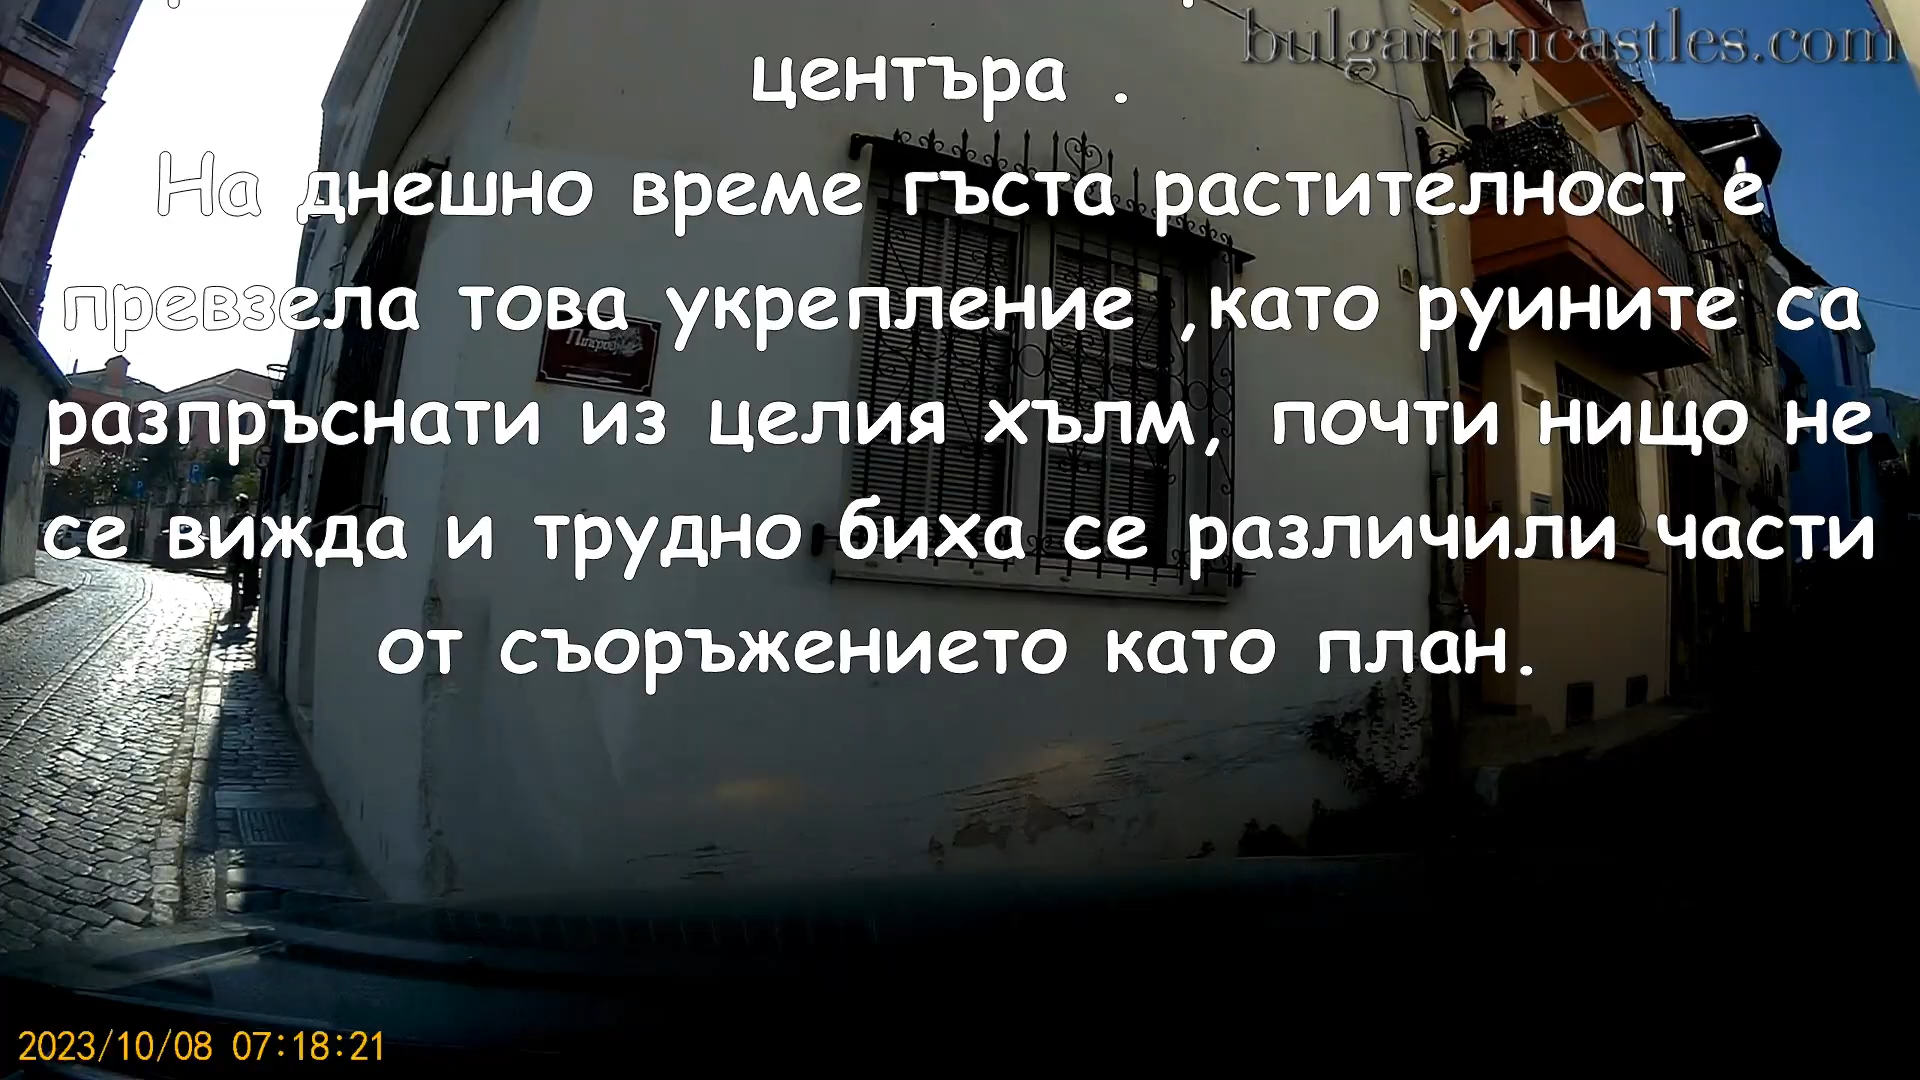 bulgariancastles.com
центъра .
На днешно време гъста растителност е
превзела това укрепление ,като руините са
разпръснати из целия хълм, почти нищо не
се вижда и трудно биха се различили части
от съоръжението като план.
2023/10/08 07:18:21